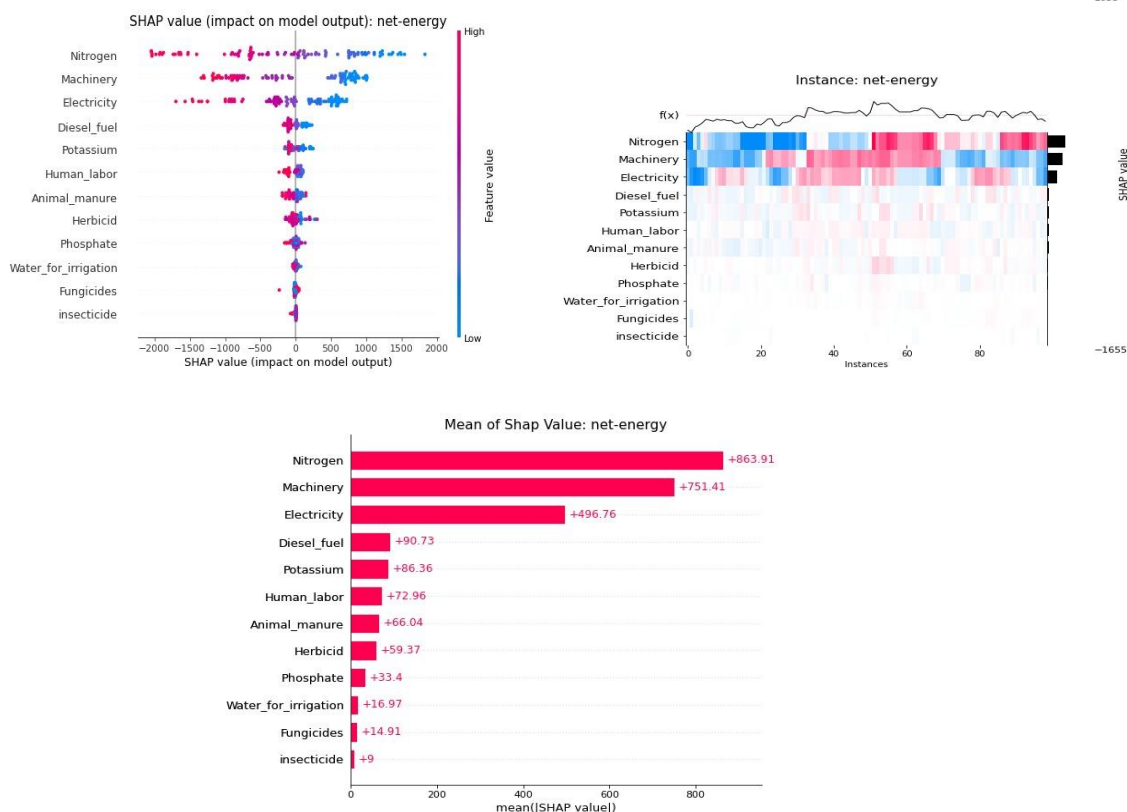 SHAP value (impact on model output): net-energy
High
Nitrogen
Machinery
Electricity
Diesel_fuel
Potassium
Human_labor
Animal_manure
Herbicid
Phosphate
Water_for_irrigation
Fungicides
insecticide
Feature value
Low
−2000 −1500 −1000 −500 0 500 1000 1500 2000
SHAP value (impact on model output)
Instance: net-energy
f(x)
Nitrogen
Machinery
Electricity
Diesel_fuel
Potassium
Human_labor
Animal_manure
Herbicid
Phosphate
Water_for_irrigation
Fungicides
insecticide
0 20 40 60 80
Instances
SHAP value
−1655
Mean of Shap Value: net-energy
Nitrogen +863.91
Machinery +751.41
Electricity +496.76
Diesel_fuel +90.73
Potassium +86.36
Human_labor +72.96
Animal_manure +66.04
Herbicid +59.37
Phosphate +33.4
Water_for_irrigation +16.97
Fungicides +14.91
insecticide +9
0 200 400 600 800
mean(|SHAP value|)